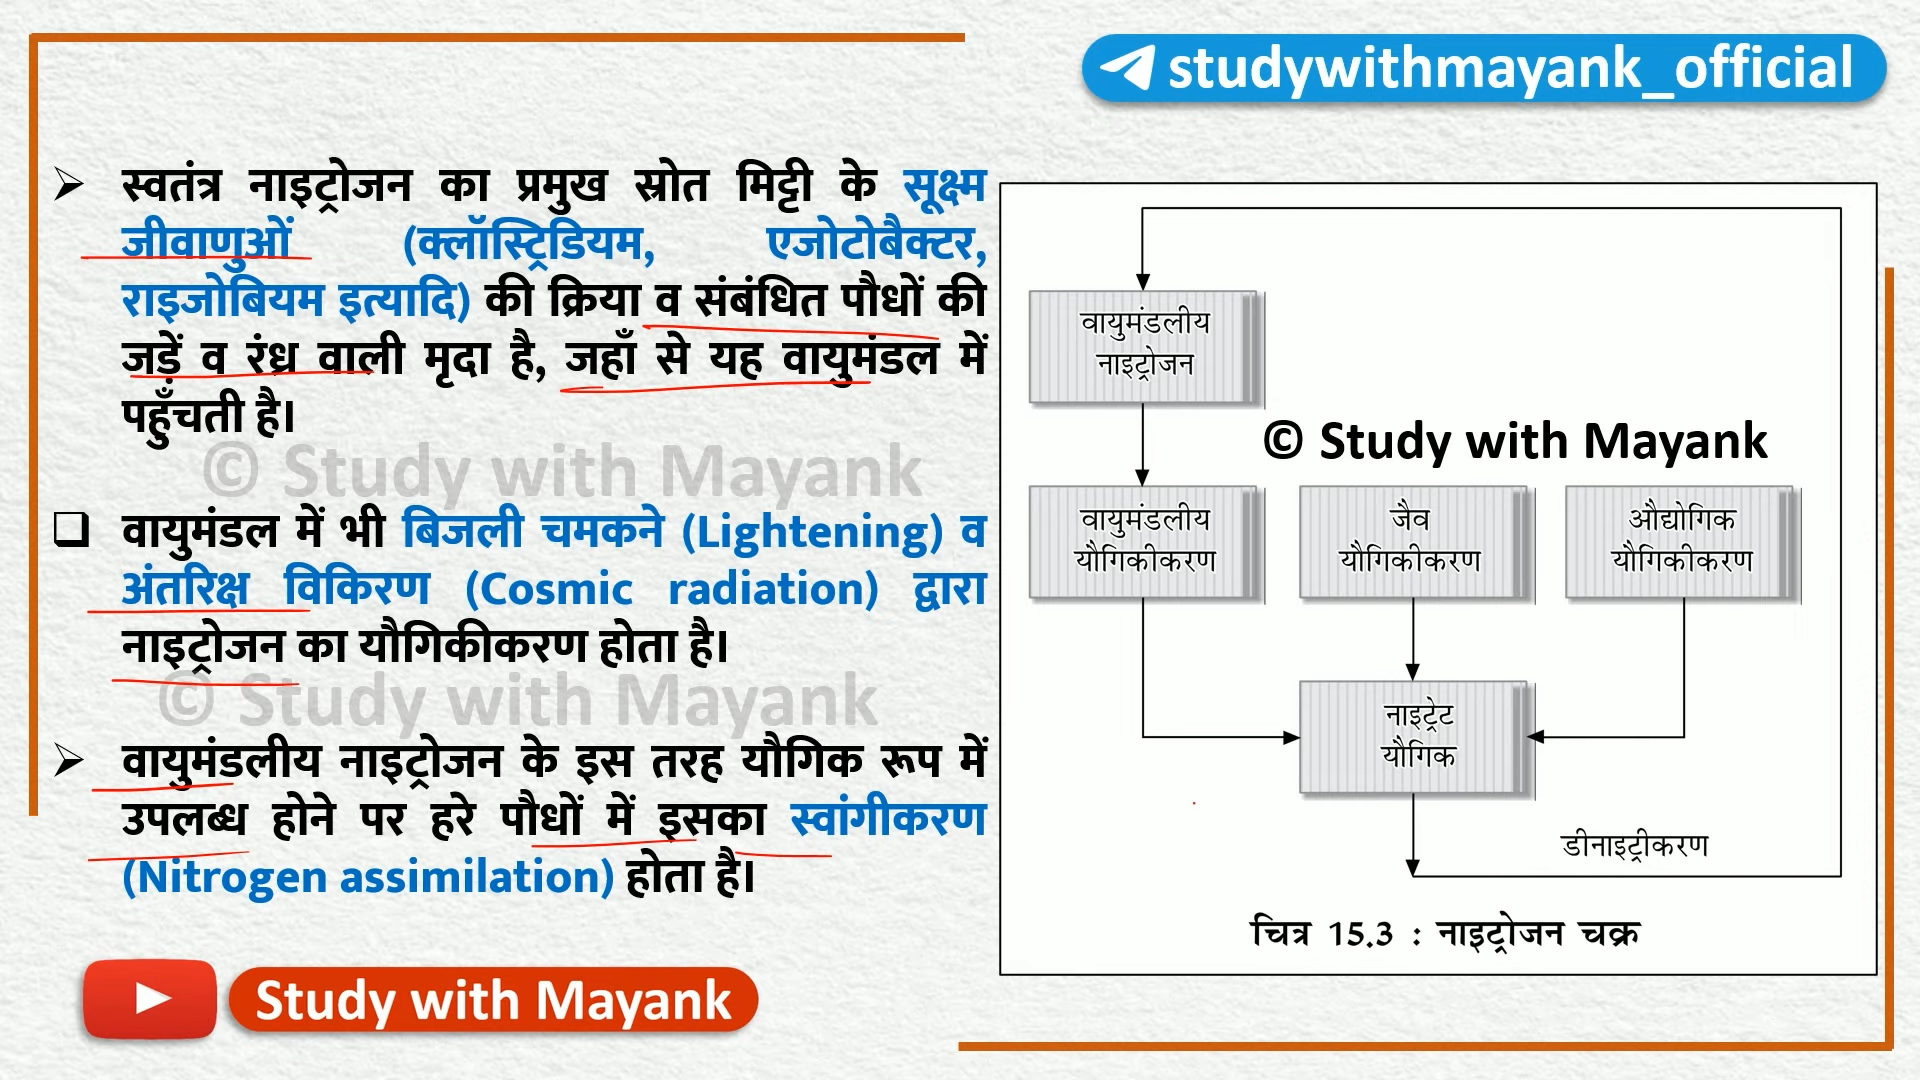 studywithmayank_official
स्वतंत्र नाइट्रोजन का प्रमुख स्रोत मिट्टी के सूक्ष्म
जीवाणुओं (क्लॉस्ट्रिडियम, एजोटोबैक्टर,
राइजोबियम इत्यादि) की क्रिया व संबंधित पौधों की
जड़ें व रंध्र वाली मृदा है, जहाँ से यह वायुमंडल में
पहुँचती है।
© Study with Mayank
वायुमंडल में भी बिजली चमकने (Lightening) व
अंतरिक्ष विकिरण (Cosmic radiation) द्वारा
नाइट्रोजन का यौगिकीकरण होता है।
© Study with Mayank
वायुमंडलीय नाइट्रोजन के इस तरह यौगिक रूप में
उपलब्ध होने पर हरे पौधों में इसका स्वांगीकरण
(Nitrogen assimilation) होता है।
Study with Mayank
वायुमंडलीय
नाइट्रोजन
© Study with Mayank
वायुमंडलीय
यौगिकीकरण
जैव
यौगिकीकरण
औद्योगिक
यौगिकीकरण
नाइट्रेट
यौगिक
डीनाइट्रीकरण
चित्र 15.3 : नाइट्रोजन चक्र